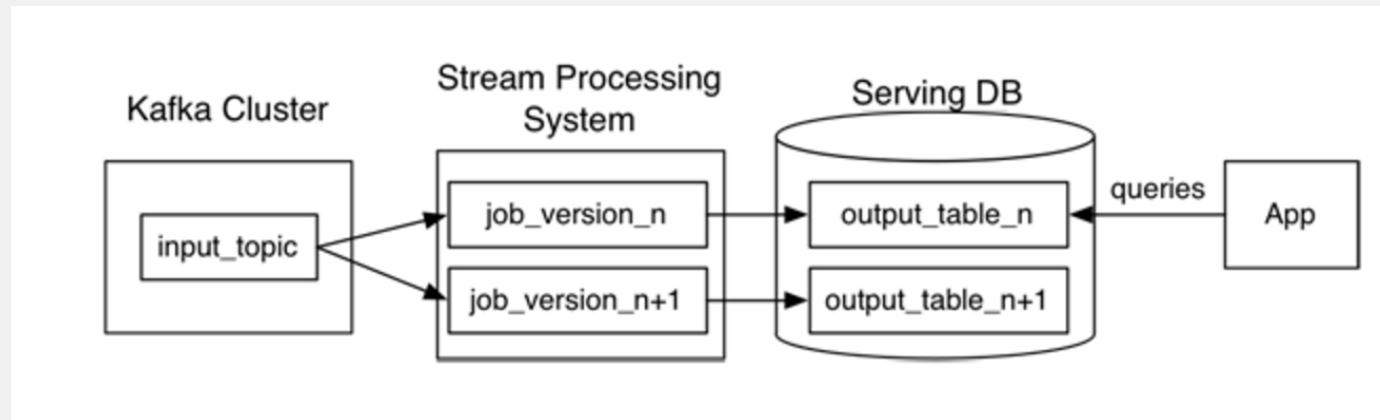 Kafka Cluster
Stream Processing
System
Serving DB
input_topic
job_version_n
job_version_n+1
output_table_n
output_table_n+1
queries
App